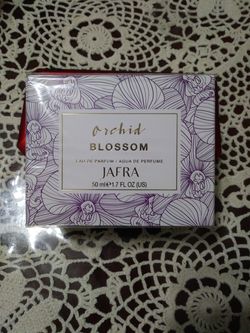 orchid
BLOSSOM
EAU DE PARFUM / AGUA DE PERFUME
JAFRA
50 ml℮1.7 FL OZ (US)